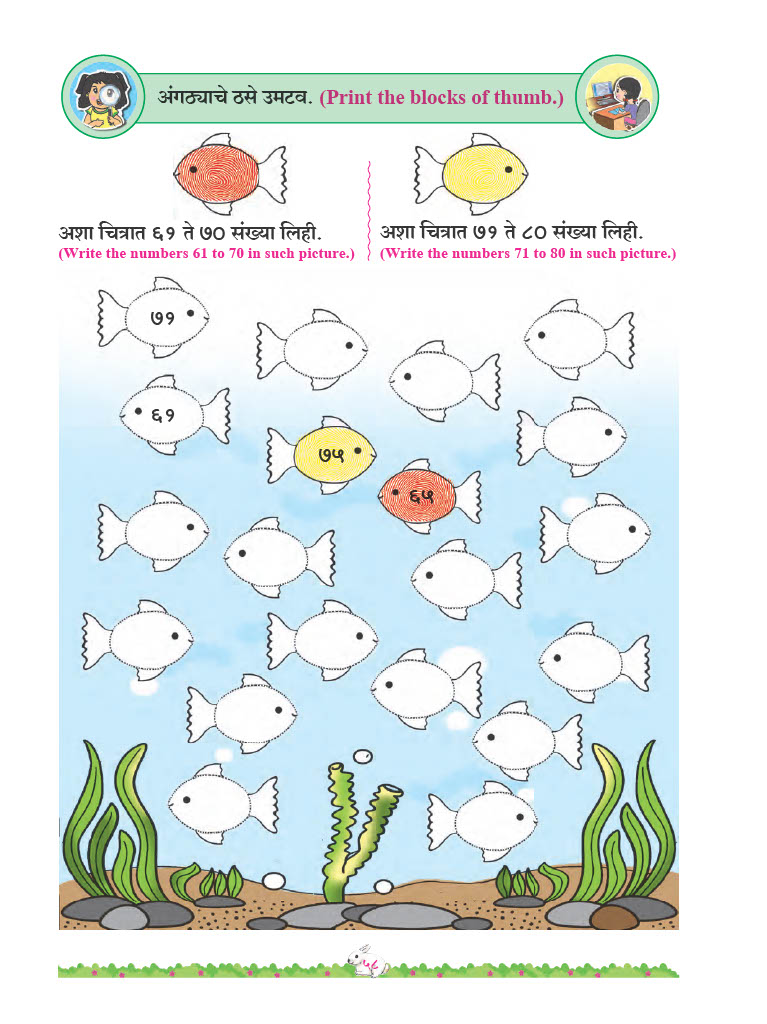 अंगठ्याचे ठसे उमटव. (Print the blocks of thumb.)
अशा चित्रात ६१ ते ७० संख्या लिही.
(Write the numbers 61 to 70 in such picture.)
अशा चित्रात ७१ ते ८० संख्या लिही.
(Write the numbers 71 to 80 in such picture.)
७१
६१
७५
६५
५८